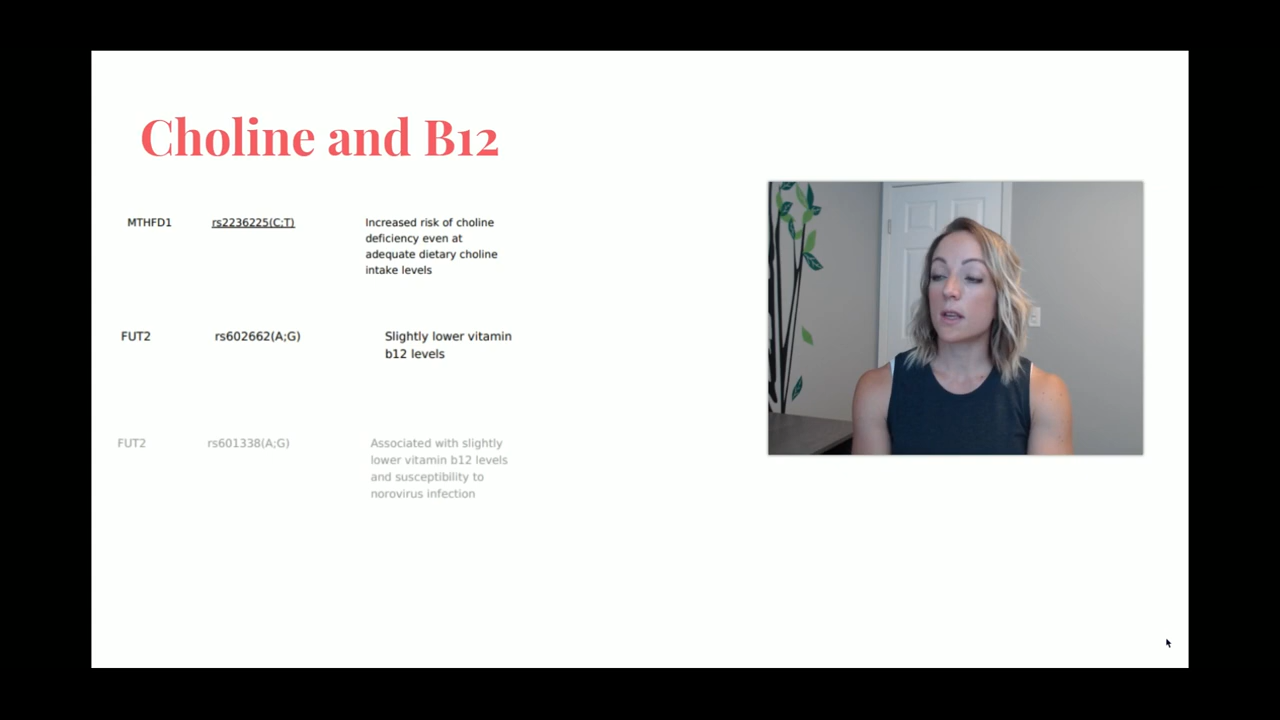 Choline and B12
MTHFD1 rs2236225(C;T) Increased risk of choline
deficiency even at
adequate dietary choline
intake levels
FUT2 rs602662(A;G) Slightly lower vitamin
b12 levels
FUT2 rs601338(A;G) Associated with slightly
lower vitamin b12 levels
and susceptibility to
norovirus infection